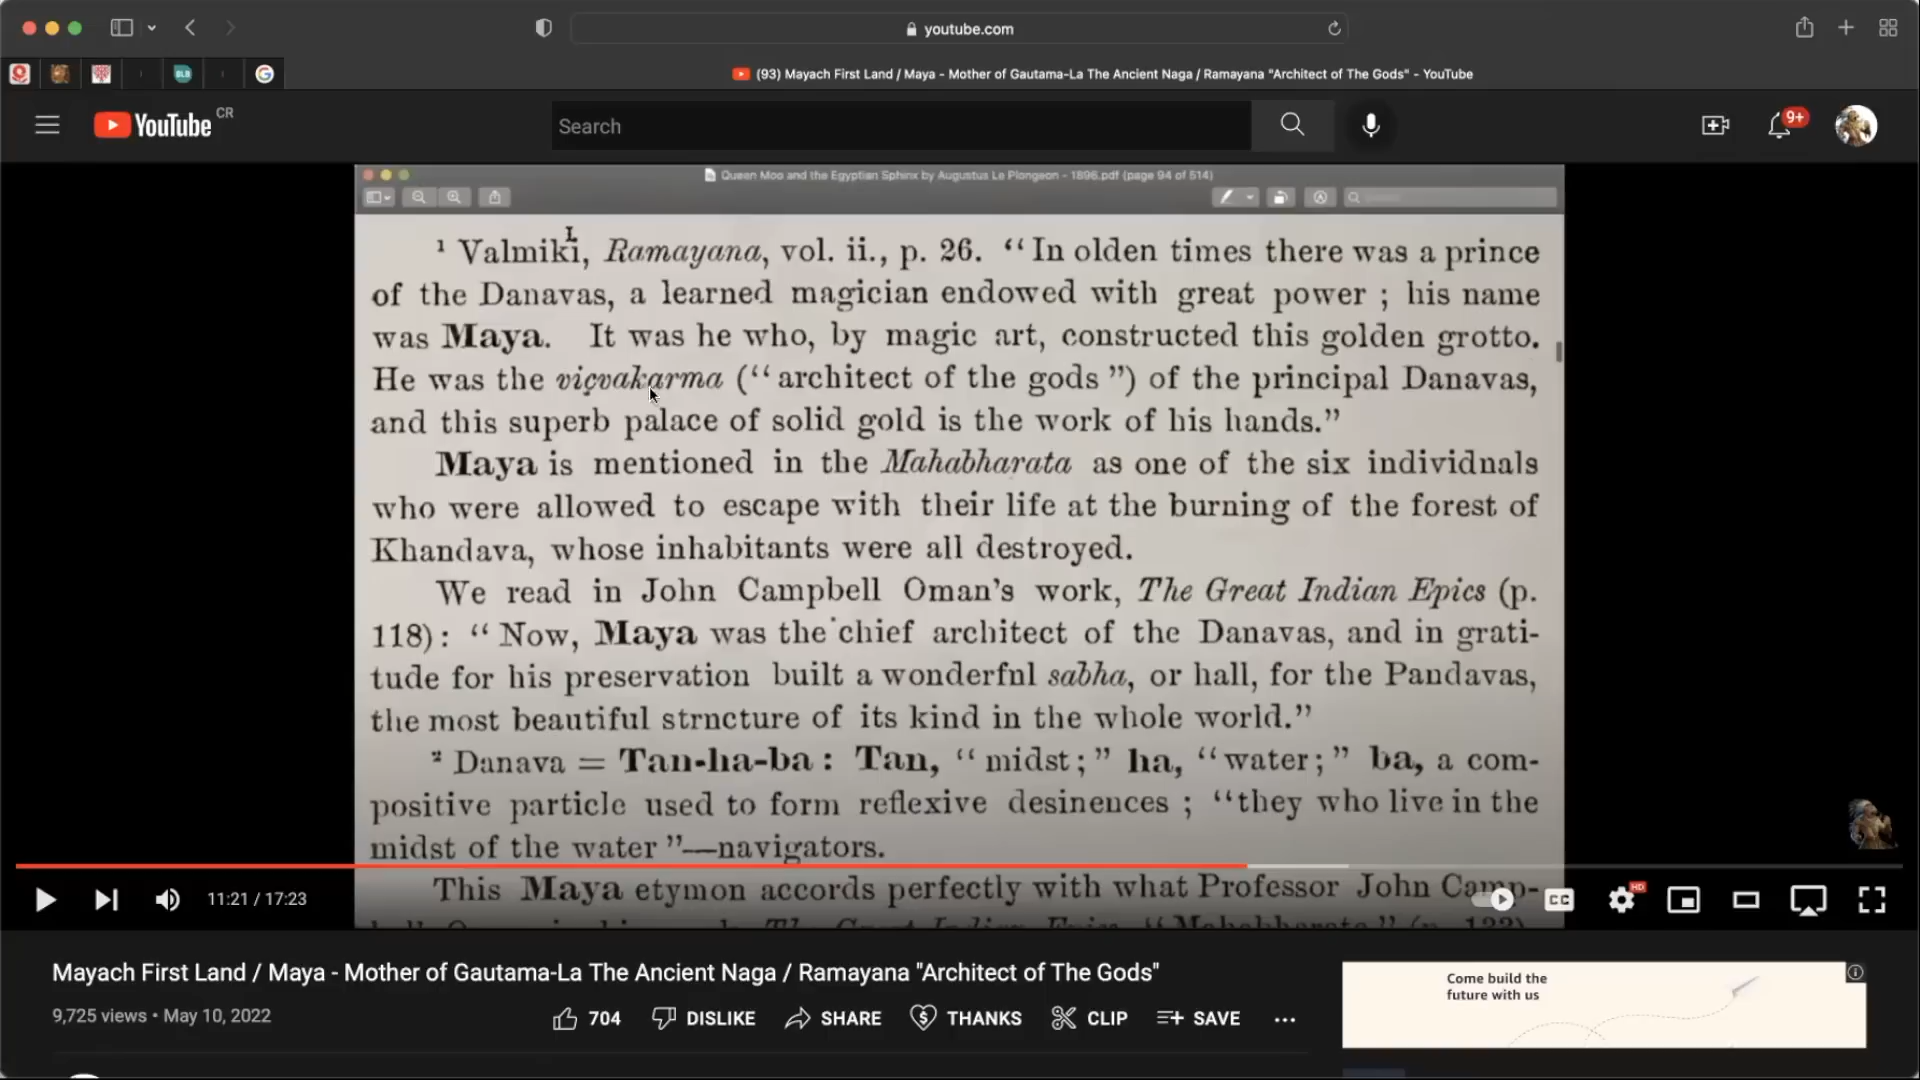 youtube.com
(93) Mayach First Land / Maya - Mother of Gautama-La The Ancient Naga / Ramayana "Architect of The Gods" - YouTube
BLB
G
YouTube CR
Search
9+
Queen Moo and the Egyptian Sphinx by Augustus Le Plongeon - 1896.pdf (page 94 of 514)
¹ Valmiki, Ramayana, vol. ii., p. 26. “In olden times there was a prince
of the Danavas, a learned magician endowed with great power ; his name
was Maya. It was he who, by magic art, constructed this golden grotto.
He was the viçvakarma (“architect of the gods”) of the principal Danavas,
and this superb palace of solid gold is the work of his hands.”
Maya is mentioned in the Mahabharata as one of the six individnals
who were allowed to escape with their life at the burning of the forest of
Khandava, whose inhabitants were all destroyed.
We read in John Campbell Oman’s work, The Great Indian Epics (p.
118): “Now, Maya was the chief architect of the Danavas, and in grati-
tude for his preservation built a wonderfnl sabha, or hall, for the Pandavas,
the most beautiful strncture of its kind in the whole world.”
² Danava = Tan-ha-ba: Tan, “midst;” ha, “water;” ba, a com-
positive particle used to form reflexive desinences ; “they who live in the
midst of the water”—navigators.
This Maya etymon accords perfectly with what Professor John Camp-
11:21 / 17:23
CC
HD
Mayach First Land / Maya - Mother of Gautama-La The Ancient Naga / Ramayana "Architect of The Gods"
9,725 views • May 10, 2022
704
DISLIKE
SHARE
THANKS
CLIP
SAVE
Come build the
future with us